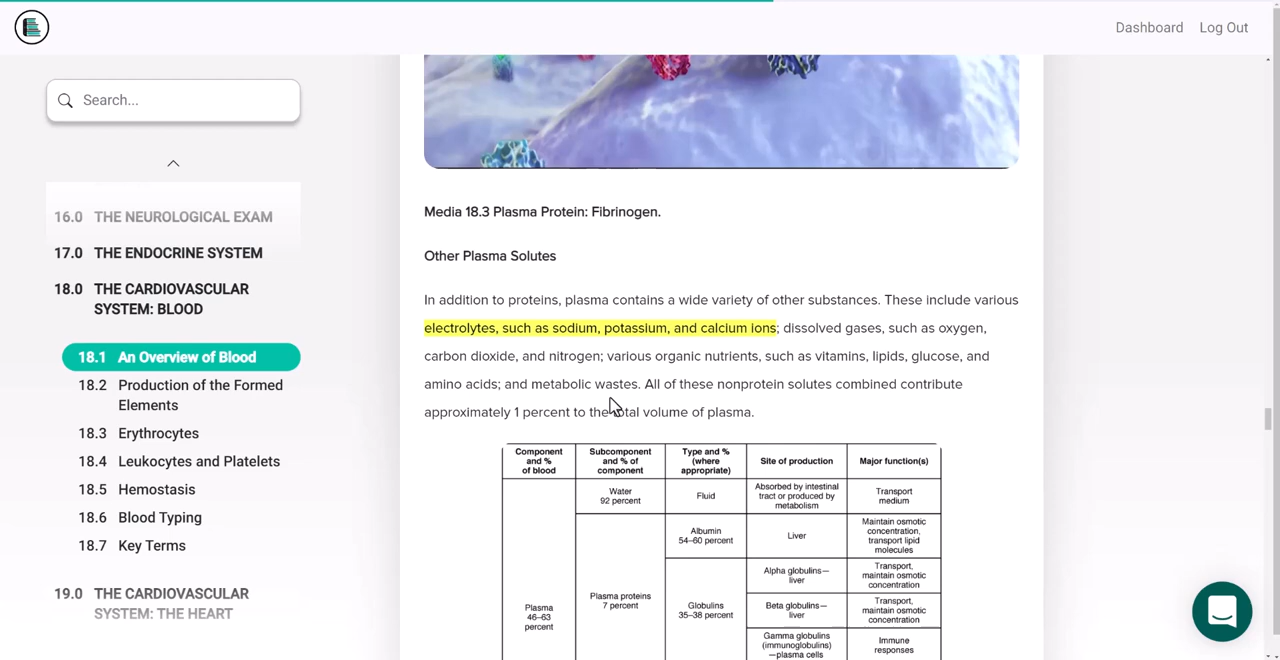 Dashboard Log Out
Search...
16.0 THE NEUROLOGICAL EXAM
17.0 THE ENDOCRINE SYSTEM
18.0 THE CARDIOVASCULAR
SYSTEM: BLOOD
18.1 An Overview of Blood
18.2 Production of the Formed
Elements
18.3 Erythrocytes
18.4 Leukocytes and Platelets
18.5 Hemostasis
18.6 Blood Typing
18.7 Key Terms
19.0 THE CARDIOVASCULAR
SYSTEM: THE HEART
Media 18.3 Plasma Protein: Fibrinogen.
Other Plasma Solutes
In addition to proteins, plasma contains a wide variety of other substances. These include various
electrolytes, such as sodium, potassium, and calcium ions; dissolved gases, such as oxygen,
carbon dioxide, and nitrogen; various organic nutrients, such as vitamins, lipids, glucose, and
amino acids; and metabolic wastes. All of these nonprotein solutes combined contribute
approximately 1 percent to the total volume of plasma.
Component
and %
of blood
Subcomponent
and % of
component
Type and %
(where
appropriate)
Site of production
Major function(s)
Plasma
46–63
percent
Water
92 percent
Fluid
Absorbed by intestinal
tract or produced by
metabolism
Transport
medium
Plasma proteins
7 percent
Albumin
54–60 percent
Liver
Maintain osmotic
concentration,
transport lipid
molecules
Globulins
35–38 percent
Alpha globulins—
liver
Transport,
maintain osmotic
concentration
Beta globulins—
liver
Transport,
maintain osmotic
concentration
Gamma globulins
(immunoglobulins)
—plasma cells
Immune
responses